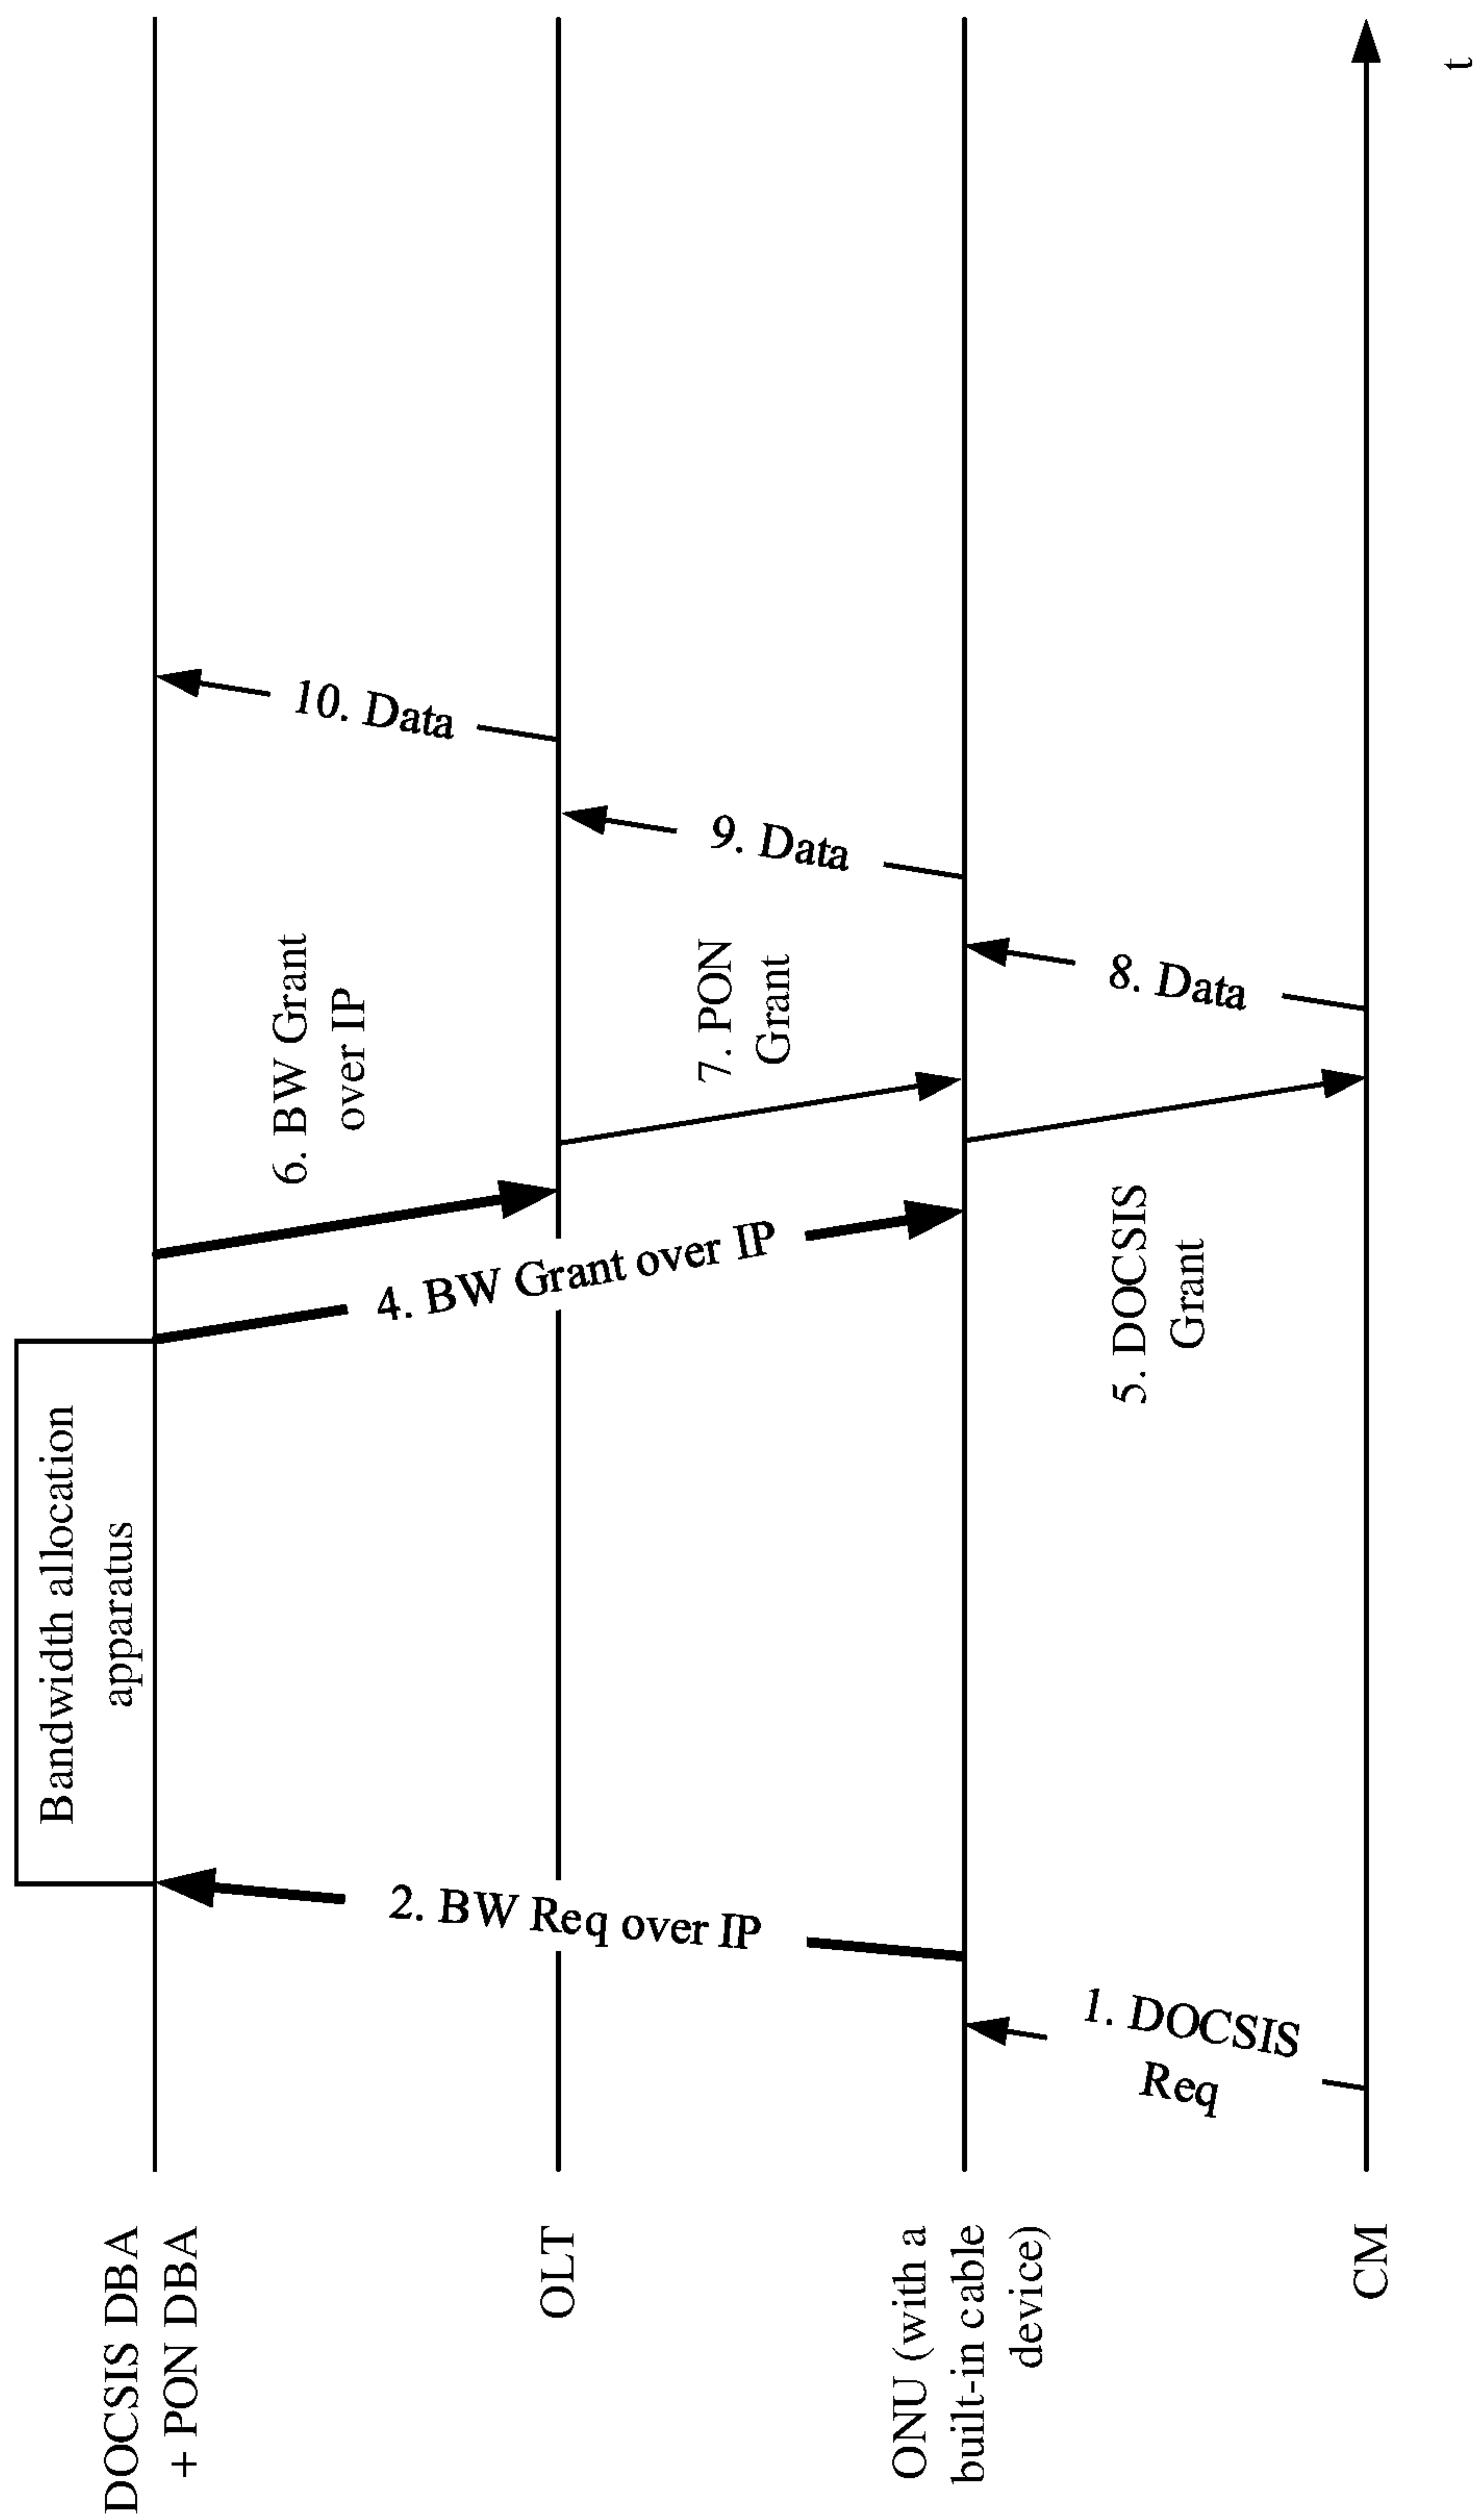 Bandwidth allocation
apparatus
DOCSIS DBA
+ PON DBA
6. BW Grant
over IP
10. Data
2. BW Req over IP
4. BW Grant over IP
OLT
7. PON
Grant
9. Data
ONU (with a
built-in cable
device)
1. DOCSIS
Req
5. DOCSIS
Grant
8. Data
CM
t